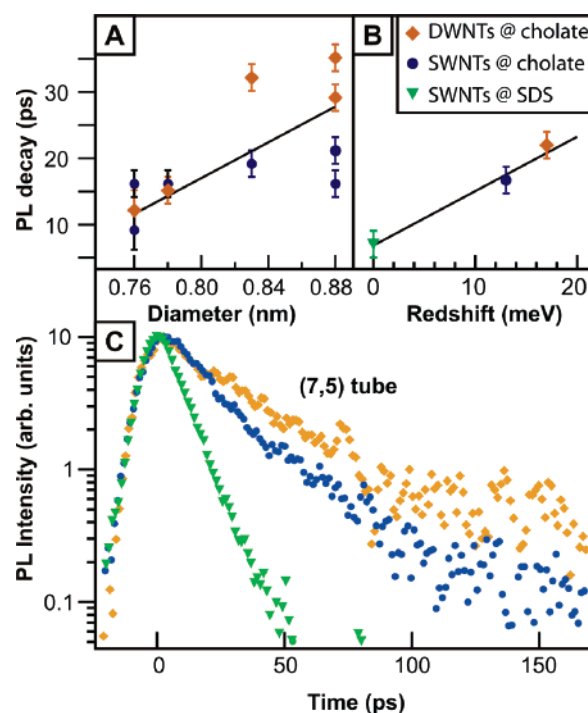 A
B
DWNTs @ cholate
SWNTs @ cholate
SWNTs @ SDS
PL decay (ps)
30
20
10
0.76 0.80 0.84 0.88
Diameter (nm)
0 10 20
Redshift (meV)
C
(7,5) tube
PL Intensity (arb. units)
10
1
0.1
0 50 100 150
Time (ps)